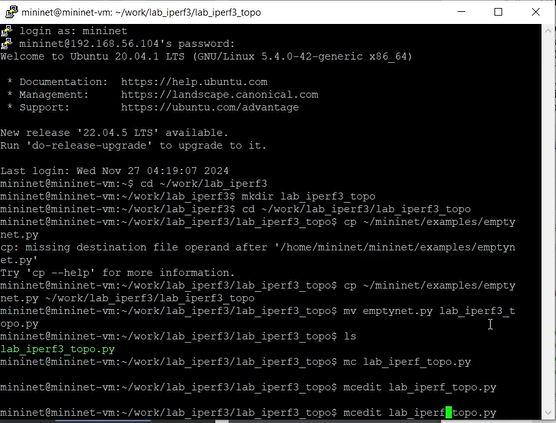 mininet@mininet-vm: ~/work/lab_iperf3/lab_iperf3_topo
login as: mininet
mininet@192.168.56.104's password:
Welcome to Ubuntu 20.04.1 LTS (GNU/Linux 5.4.0-42-generic x86_64)
* Documentation:  https://help.ubuntu.com
* Management:     https://landscape.canonical.com
* Support:        https://ubuntu.com/advantage
New release '22.04.5 LTS' available.
Run 'do-release-upgrade' to upgrade to it.
Last login: Wed Nov 27 04:19:07 2024
mininet@mininet-vm:~$ cd ~/work/lab_iperf3
mininet@mininet-vm:~/work/lab_iperf3$ mkdir lab_iperf3_topo
mininet@mininet-vm:~/work/lab_iperf3$ cd ~/work/lab_iperf3/lab_iperf3_topo
mininet@mininet-vm:~/work/lab_iperf3/lab_iperf3_topo$ cp ~/mininet/examples/empty
net.py
cp: missing destination file operand after '/home/mininet/mininet/examples/emptyn
et.py'
Try 'cp --help' for more information.
mininet@mininet-vm:~/work/lab_iperf3/lab_iperf3_topo$ cp ~/mininet/examples/empty
net.py ~/work/lab_iperf3/lab_iperf3_topo
mininet@mininet-vm:~/work/lab_iperf3/lab_iperf3_topo$ mv emptynet.py lab_iperf3_t
opo.py
mininet@mininet-vm:~/work/lab_iperf3/lab_iperf3_topo$ ls
lab_iperf3_topo.py
mininet@mininet-vm:~/work/lab_iperf3/lab_iperf3_topo$ mc lab_iperf_topo.py
mininet@mininet-vm:~/work/lab_iperf3/lab_iperf3_topo$ mcedit lab_iperf_topo.py
mininet@mininet-vm:~/work/lab_iperf3/lab_iperf3_topo$ mcedit lab_iperf_topo.py